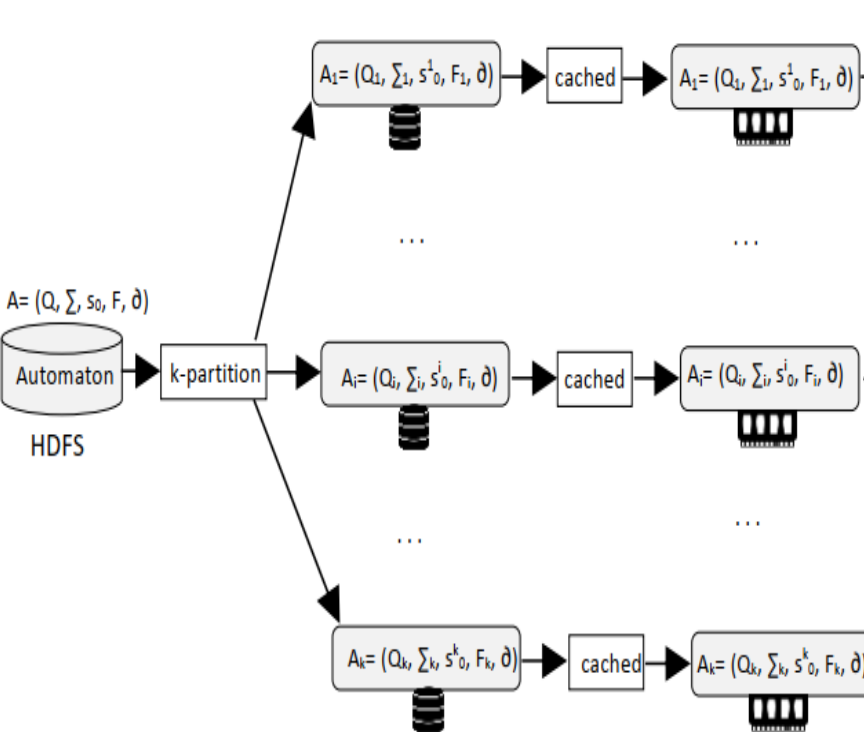 A₁= (Q₁, ∑₁, s¹₀, F₁, ∂)
cached
A₁= (Q₁, ∑₁, s¹₀, F₁, ∂)
...
...
A= (Q, ∑, s₀, F, ∂)
Automaton
k-partition
Aᵢ= (Qᵢ, ∑ᵢ, sⁱ₀, Fᵢ, ∂)
cached
Aᵢ= (Qᵢ, ∑ᵢ, sⁱ₀, Fᵢ, ∂)
HDFS
...
...
Aₖ= (Qₖ, ∑ₖ, sᵏ₀, Fₖ, ∂)
cached
Aₖ= (Qₖ, ∑ₖ, sᵏ₀, Fₖ, ∂)